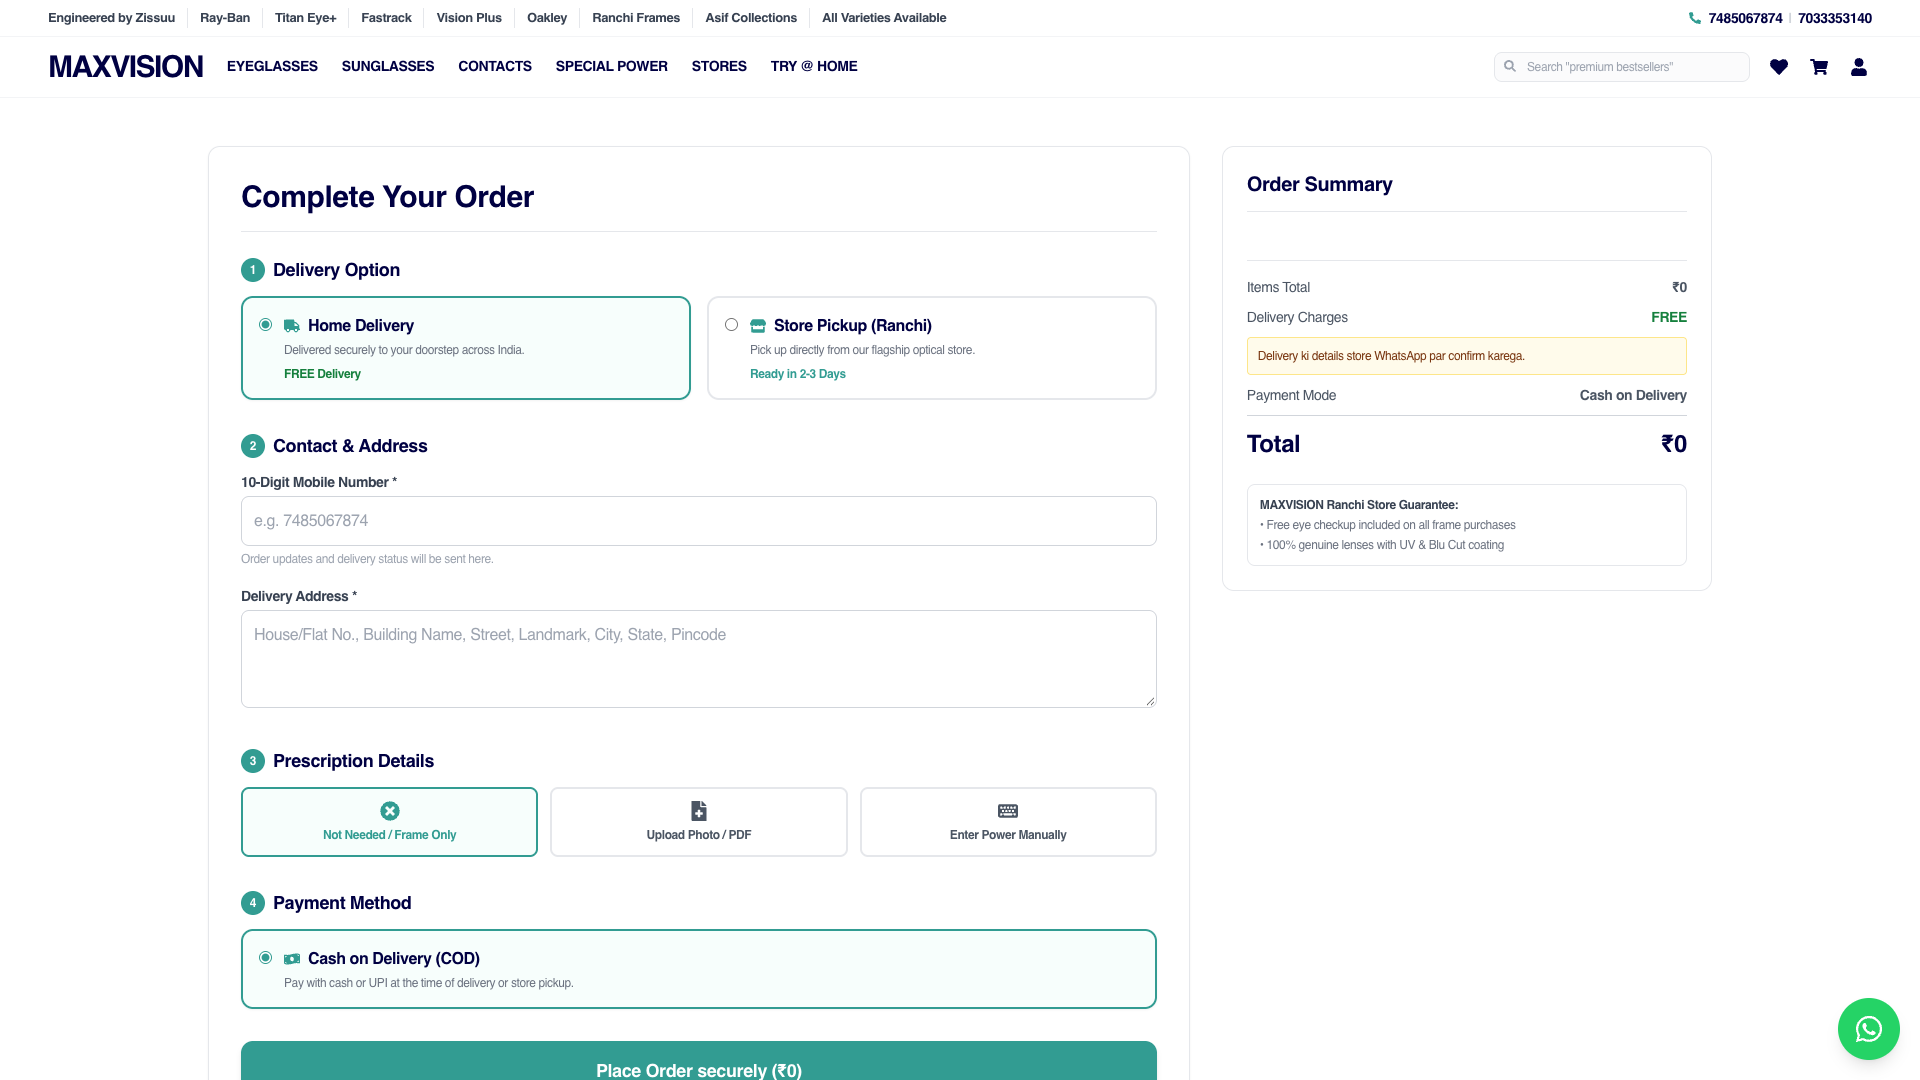 Engineered by Zissuu
Ray-Ban
Titan Eye+
Fastrack
Vision Plus
Oakley
Ranchi Frames
Asif Collections
All Varieties Available
7485067874 | 7033353140
MAXVISION
EYEGLASSES
SUNGLASSES
CONTACTS
SPECIAL POWER
STORES
TRY @ HOME
Search "premium bestsellers"
Complete Your Order
1 Delivery Option
Home Delivery
Delivered securely to your doorstep across India.
FREE Delivery
Store Pickup (Ranchi)
Pick up directly from our flagship optical store.
Ready in 2-3 Days
2 Contact & Address
10-Digit Mobile Number *
e.g. 7485067874
Order updates and delivery status will be sent here.
Delivery Address *
House/Flat No., Building Name, Street, Landmark, City, State, Pincode
3 Prescription Details
Not Needed / Frame Only
Upload Photo / PDF
Enter Power Manually
4 Payment Method
Cash on Delivery (COD)
Pay with cash or UPI at the time of delivery or store pickup.
Place Order securely (₹0)
Order Summary
Items Total ₹0
Delivery Charges FREE
Delivery ki details store WhatsApp par confirm karega.
Payment Mode Cash on Delivery
Total ₹0
MAXVISION Ranchi Store Guarantee:
• Free eye checkup included on all frame purchases
• 100% genuine lenses with UV & Blu Cut coating